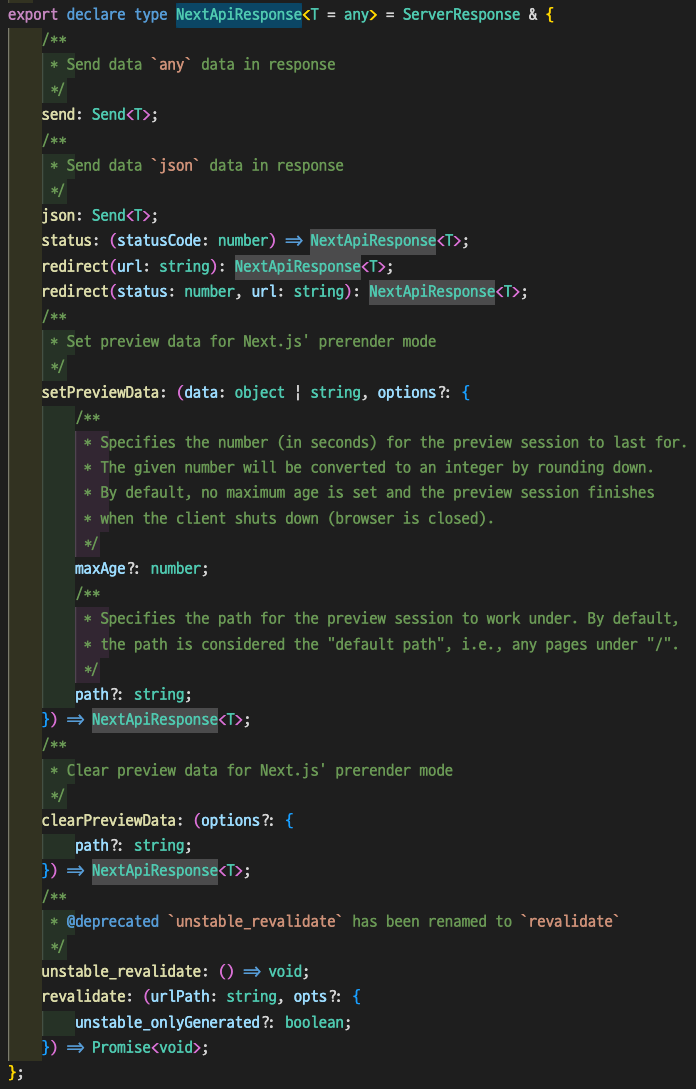 export declare type NextApiResponse<T = any> = ServerResponse & {
/**
* Send data `any` data in response
*/
send: Send<T>;
/**
* Send data `json` data in response
*/
json: Send<T>;
status: (statusCode: number) => NextApiResponse<T>;
redirect(url: string): NextApiResponse<T>;
redirect(status: number, url: string): NextApiResponse<T>;
/**
* Set preview data for Next.js' prerender mode
*/
setPreviewData: (data: object | string, options?: {
/**
* Specifies the number (in seconds) for the preview session to last for.
* The given number will be converted to an integer by rounding down.
* By default, no maximum age is set and the preview session finishes
* when the client shuts down (browser is closed).
*/
maxAge?: number;
/**
* Specifies the path for the preview session to work under. By default,
* the path is considered the "default path", i.e., any pages under "/".
*/
path?: string;
}) => NextApiResponse<T>;
/**
* Clear preview data for Next.js' prerender mode
*/
clearPreviewData: (options?: {
path?: string;
}) => NextApiResponse<T>;
/**
* @deprecated `unstable_revalidate` has been renamed to `revalidate`
*/
unstable_revalidate: () => void;
revalidate: (urlPath: string, opts?: {
unstable_onlyGenerated?: boolean;
}) => Promise<void>;
};